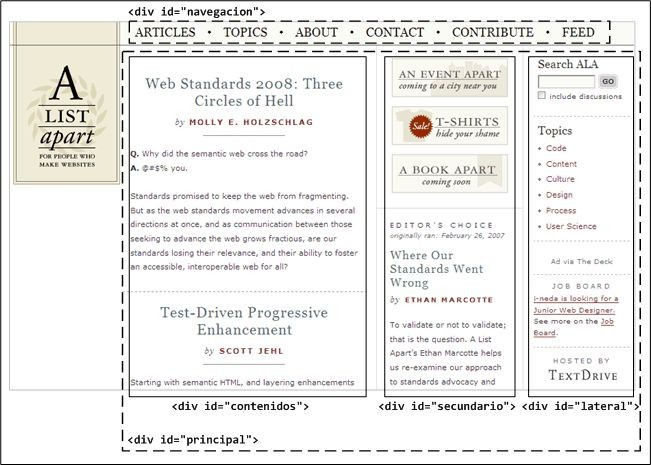 <div id="navegacion">
ARTICLES • TOPICS • ABOUT • CONTACT • CONTRIBUTE • FEED
A
LIST
apart
FOR PEOPLE WHO
MAKE WEBSITES
Web Standards 2008: Three
Circles of Hell
by MOLLY E. HOLZSCHLAG
Q. Why did the semantic web cross the road?
A. @#$% you.
Standards promised to keep the web from fragmenting.
But as the web standards movement advances in several
directions at once, and as communication between those
seeking to advance the web grows fractious, are our
standards losing their relevance, and their ability to foster
an accessible, interoperable web for all?
Test-Driven Progressive
Enhancement
by SCOTT JEHL
Starting with semantic HTML, and layering enhancements
<div id="contenidos">
AN EVENT APART
coming to a city near you
Sale!
T-SHIRTS
hide your shame
A BOOK APART
coming soon
EDITOR'S CHOICE
originally ran: February 26, 2007
Where Our
Standards Went
Wrong
by ETHAN MARCOTTE
To validate or not to validate;
that is the question. A List
Apart's Ethan Marcotte helps
us re-examine our approach
to standards advocacy and
<div id="secundario">
Search ALA
GO
include discussions
Topics
Code
Content
Culture
Design
Process
User Science
Ad via The Deck
JOB BOARD
i-neda is looking for a
Junior Web Designer.
See more on the Job
Board.
HOSTED BY
TEXTDRIVE
<div id="lateral">
<div id="principal">